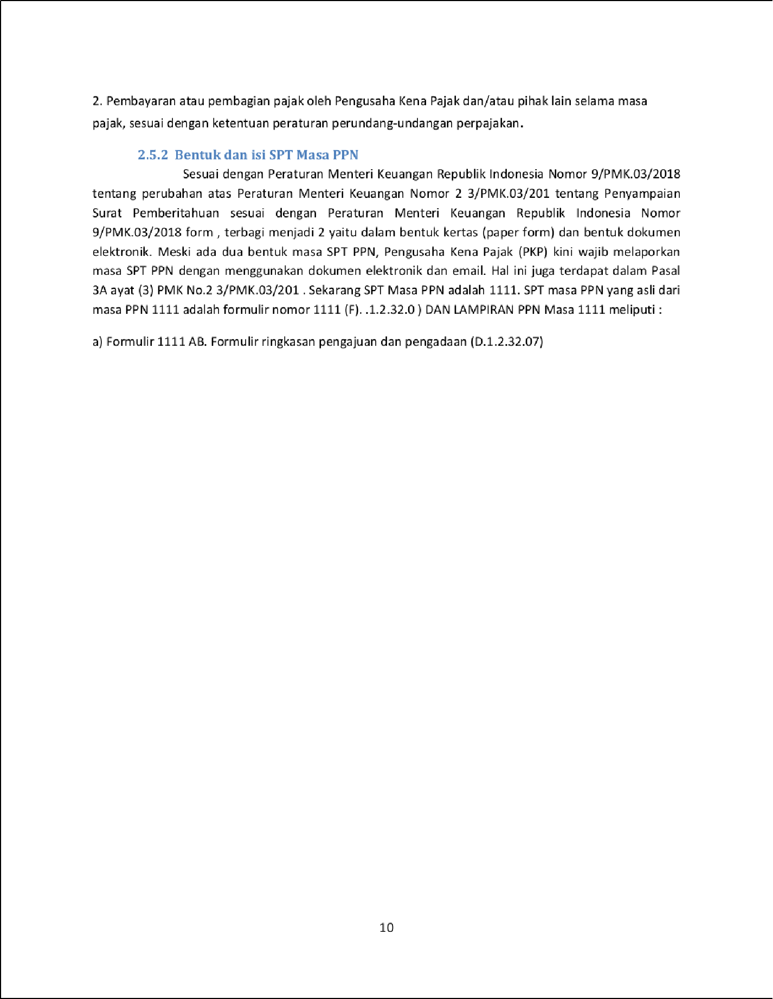 2. Pembayaran atau pembagian pajak oleh Pengusaha Kena Pajak dan/atau pihak lain selama masa
pajak, sesuai dengan ketentuan peraturan perundang-undangan perpajakan.
2.5.2 Bentuk dan isi SPT Masa PPN
Sesuai dengan Peraturan Menteri Keuangan Republik Indonesia Nomor 9/PMK.03/2018
tentang perubahan atas Peraturan Menteri Keuangan Nomor 2 3/PMK.03/201 tentang Penyampaian
Surat Pemberitahuan sesuai dengan Peraturan Menteri Keuangan Republik Indonesia Nomor
9/PMK.03/2018 form , terbagi menjadi 2 yaitu dalam bentuk kertas (paper form) dan bentuk dokumen
elektronik. Meski ada dua bentuk masa SPT PPN, Pengusaha Kena Pajak (PKP) kini wajib melaporkan
masa SPT PPN dengan menggunakan dokumen elektronik dan email. Hal ini juga terdapat dalam Pasal
3A ayat (3) PMK No.2 3/PMK.03/201 . Sekarang SPT Masa PPN adalah 1111. SPT masa PPN yang asli dari
masa PPN 1111 adalah formulir nomor 1111 (F). .1.2.32.0 ) DAN LAMPIRAN PPN Masa 1111 meliputi :
a) Formulir 1111 AB. Formulir ringkasan pengajuan dan pengadaan (D.1.2.32.07)
10